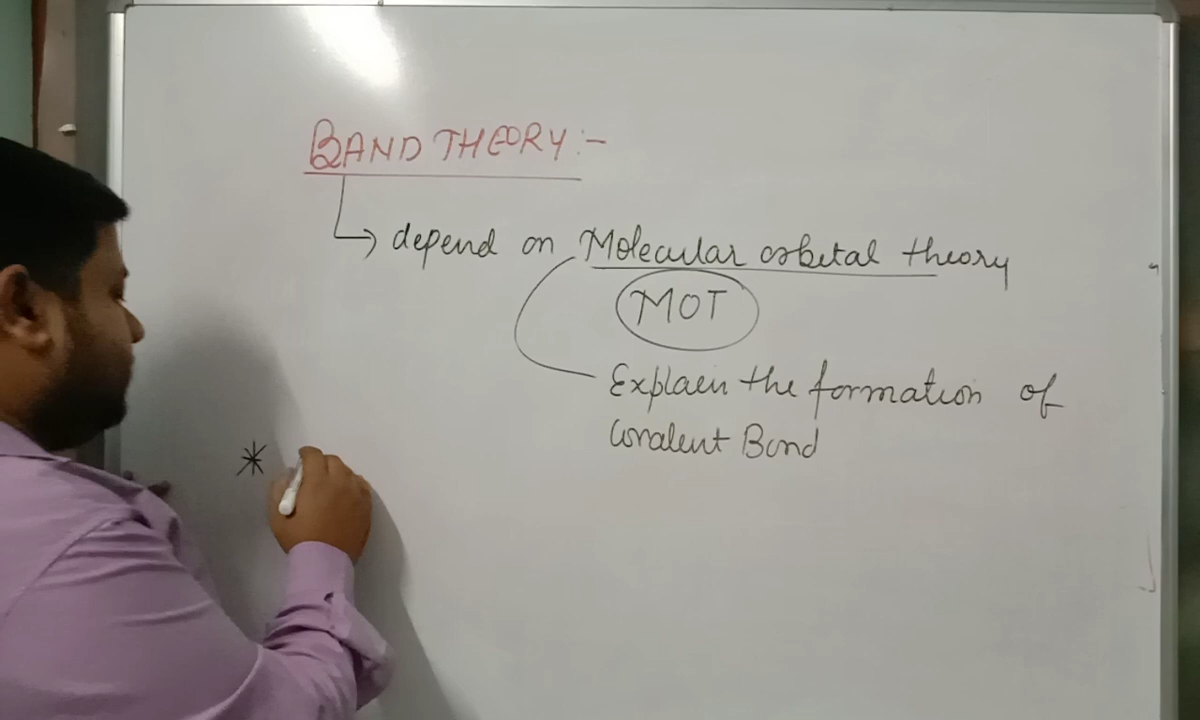 BAND THEORY :-
↳ depend on Molecular orbital theory
MOT
Explain the formation of
Covalent Bond
*